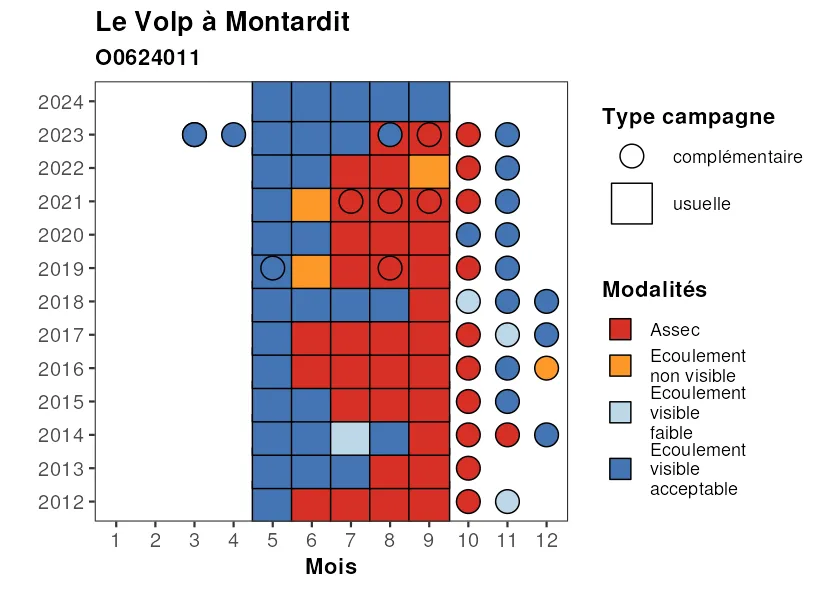 Le Volp à Montardit
O0624011
2024
2023
2022
2021
2020
2019
2018
2017
2016
2015
2014
2013
2012
1 2 3 4 5 6 7 8 9 10 11 12
Mois
Type campagne
complémentaire
usuelle
Modalités
Assec
Ecoulement
non visible
Ecoulement
visible
faible
Ecoulement
visible
acceptable